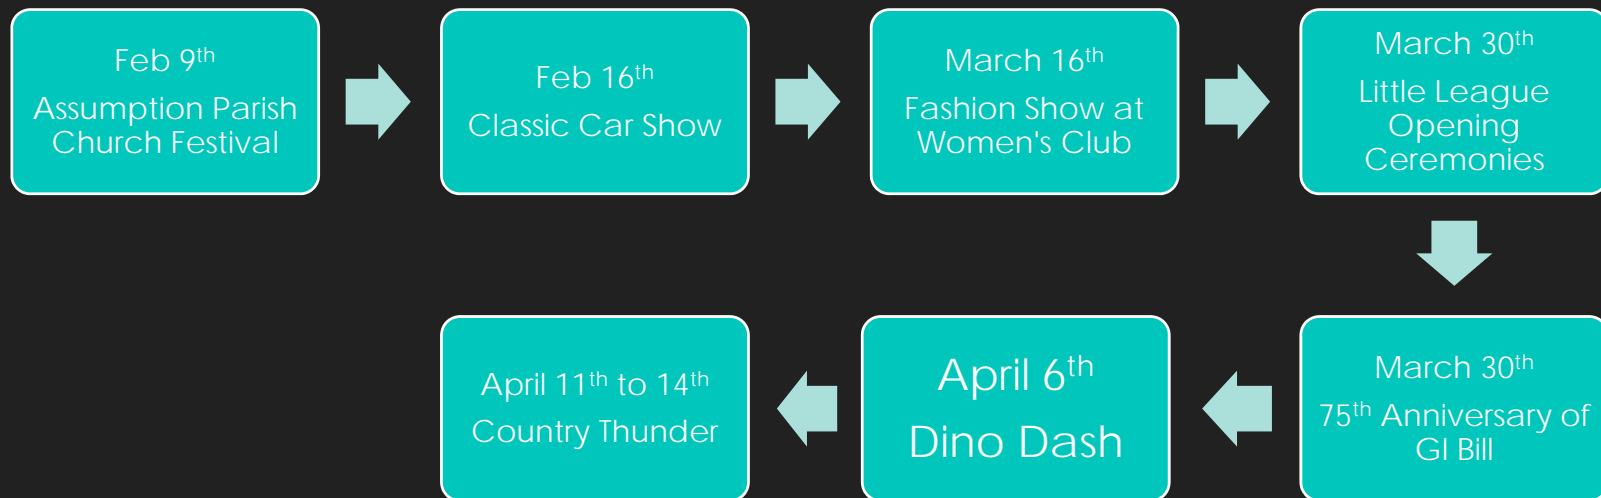 Feb 9th
Assumption Parish
Church Festival
Feb 16th
Classic Car Show
March 16th
Fashion Show at
Women's Club
March 30th
Little League
Opening
Ceremonies
March 30th
75th Anniversary of
GI Bill
April 6th
Dino Dash
April 11th to 14th
Country Thunder